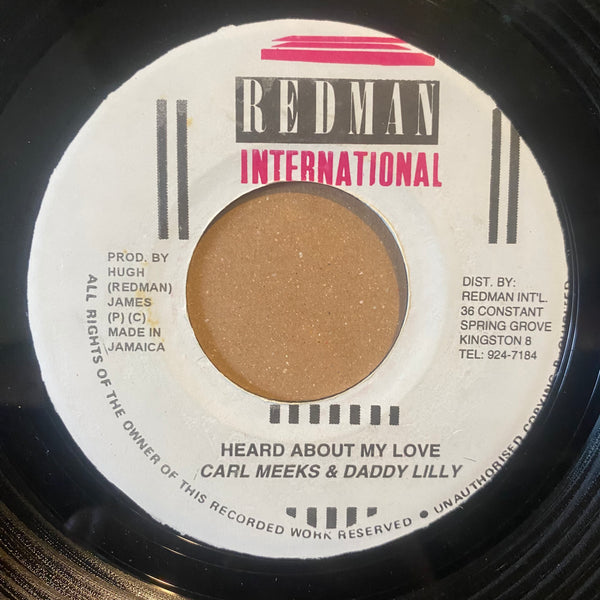 REDMAN
INTERNATIONAL
PROD. BY
HUGH
(REDMAN)
JAMES
(P) (C)
MADE IN
JAMAICA
DIST. BY:
REDMAN INT'L.
36 CONSTANT
SPRING GROVE
KINGSTON 8
TEL: 924-7184
HEARD ABOUT MY LOVE
CARL MEEKS & DADDY LILLY
ALL RIGHTS OF THE OWNER OF THIS RECORDED WORK RESERVED • UNAUTHORISED COPYING